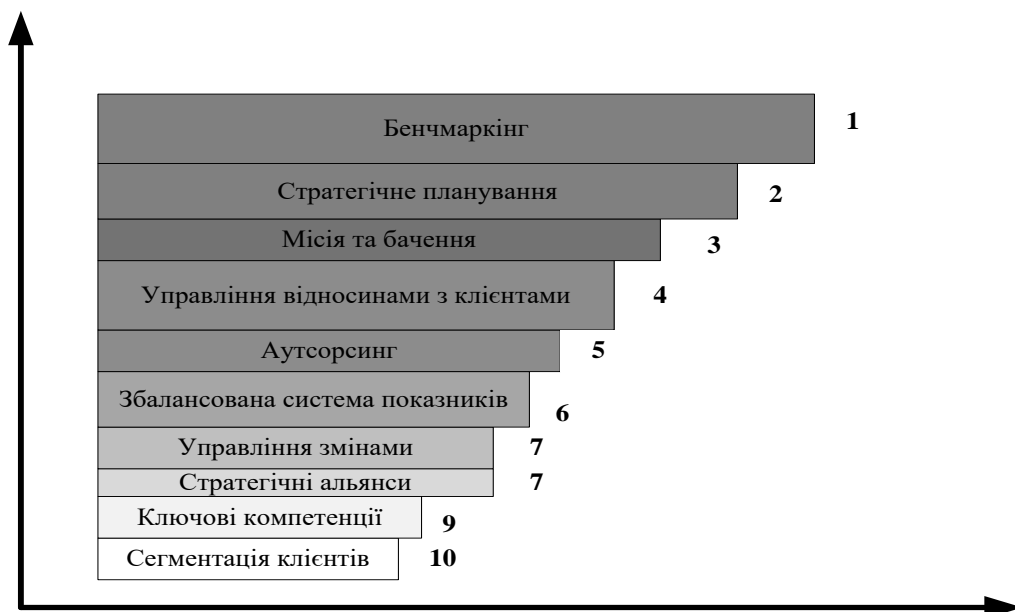 Бенчмаркінг 1
Стратегічне планування 2
Місія та бачення 3
Управління відносинами з клієнтами 4
Аутсорсинг 5
Збалансована система показників 6
Управління змінами 7
Стратегічні альянси 7
Ключові компетенції 9
Сегментація клієнтів 10